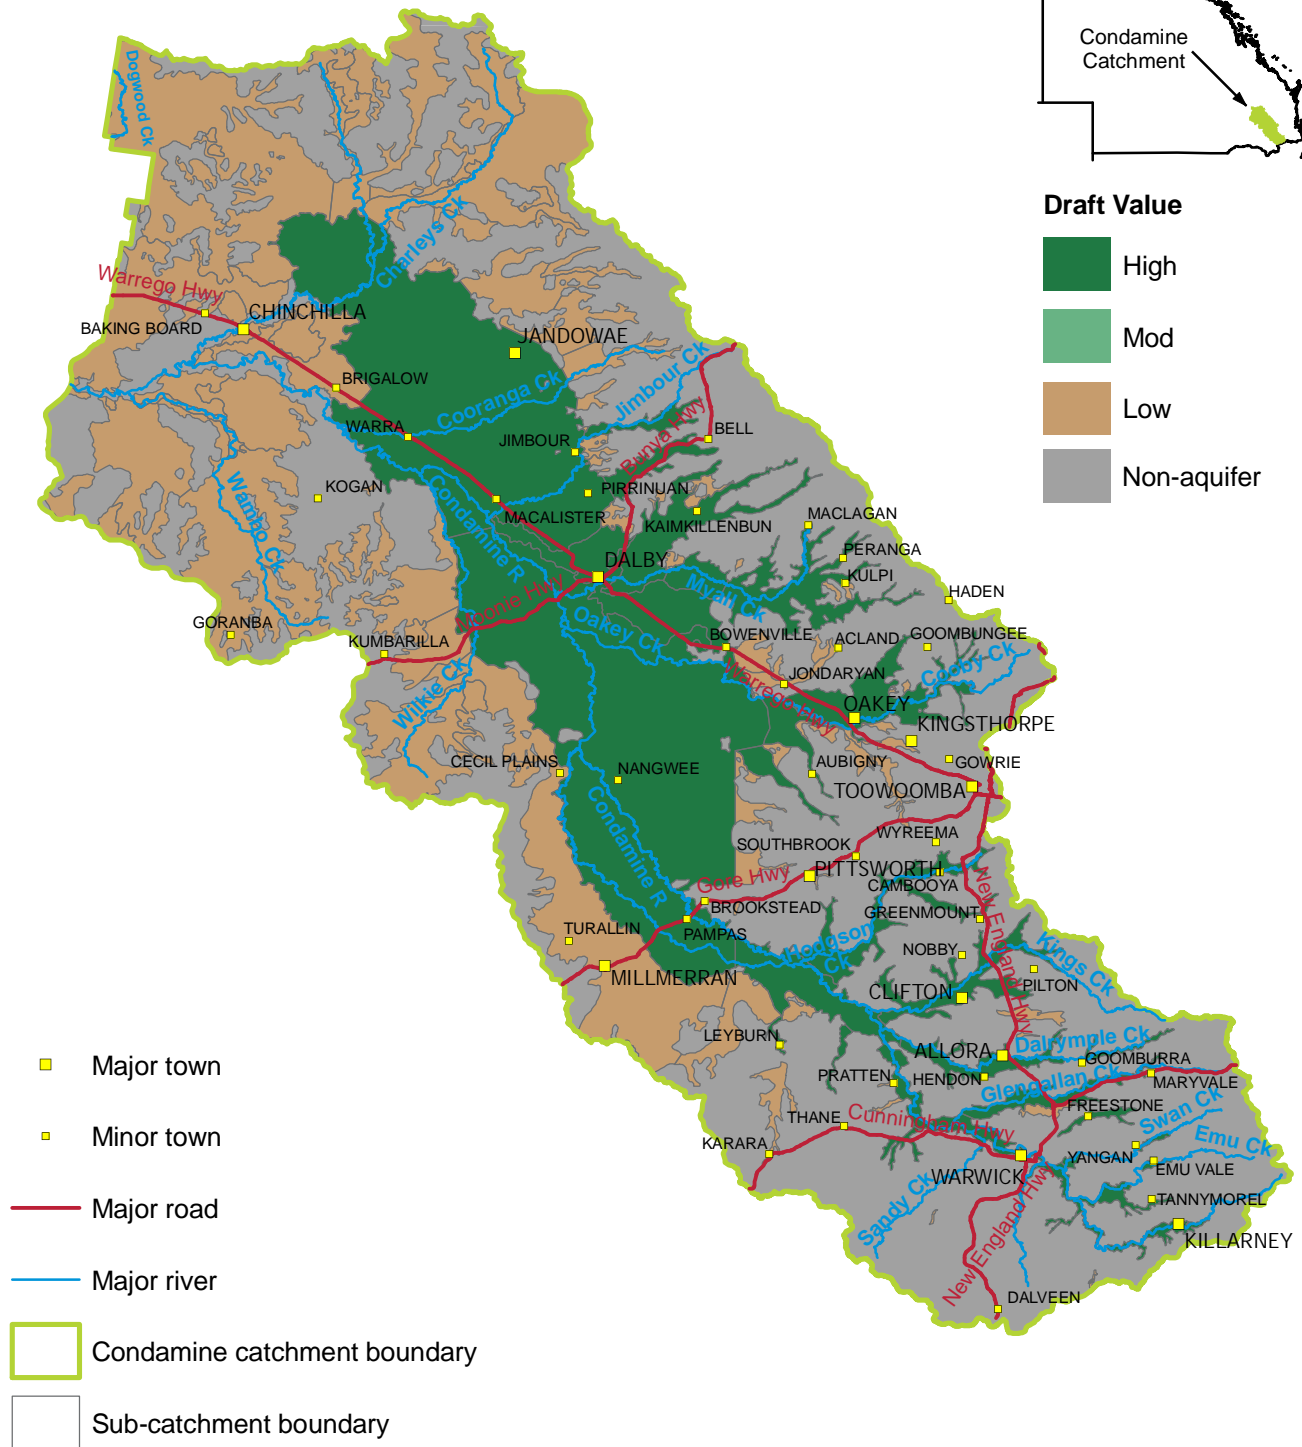 Condamine
Catchment
Draft Value
High
Mod
Low
Non-aquifer
Dogwood Ck
Charleys Ck
Warrego Hwy
CHINCHILLA
BAKING BOARD
JANDOWAE
BRIGALOW
Cooranga Ck
Jimbour Ck
WARRA
JIMBOUR
Bunya Hwy
BELL
KOGAN
Wambo Ck
Condamine R
PIRRINUAN
MACALISTER
KAIMKILLENBUN
MACLAGAN
PERANGA
DALBY
KULPI
Myall Ck
HADEN
Moonie Hwy
GORANBA
KUMBARILLA
Oakey Ck
BOWENVILLE
ACLAND
GOOMBUNGEE
Cooby Ck
JONDARYAN
Warrego Hwy
Wilkie Ck
OAKEY
KINGSTHORPE
CECIL PLAINS
NANGWEE
AUBIGNY
GOWRIE
TOOWOOMBA
Condamine R
WYREEMA
SOUTHBROOK
PITTSWORTH
Gore Hwy
CAMBOOYA
New England Hwy
BROOKSTEAD
GREENMOUNT
TURALLIN
PAMPAS
Hodgson
Ck
NOBBY
Kings Ck
MILLMERRAN
PILTON
CLIFTON
LEYBURN
ALLORA
Dalrymple Ck
GOOMBURRA
PRATTEN
HENDON
Glengallan Ck
MARYVALE
THANE
Cunningham Hwy
FREESTONE
Swan Ck
KARARA
Emu Ck
YANGAN
WARWICK
EMU VALE
Sandy Ck
TANNYMOREL
New England Hwy
KILLARNEY
DALVEEN
Major town
Minor town
Major road
Major river
Condamine catchment boundary
Sub-catchment boundary